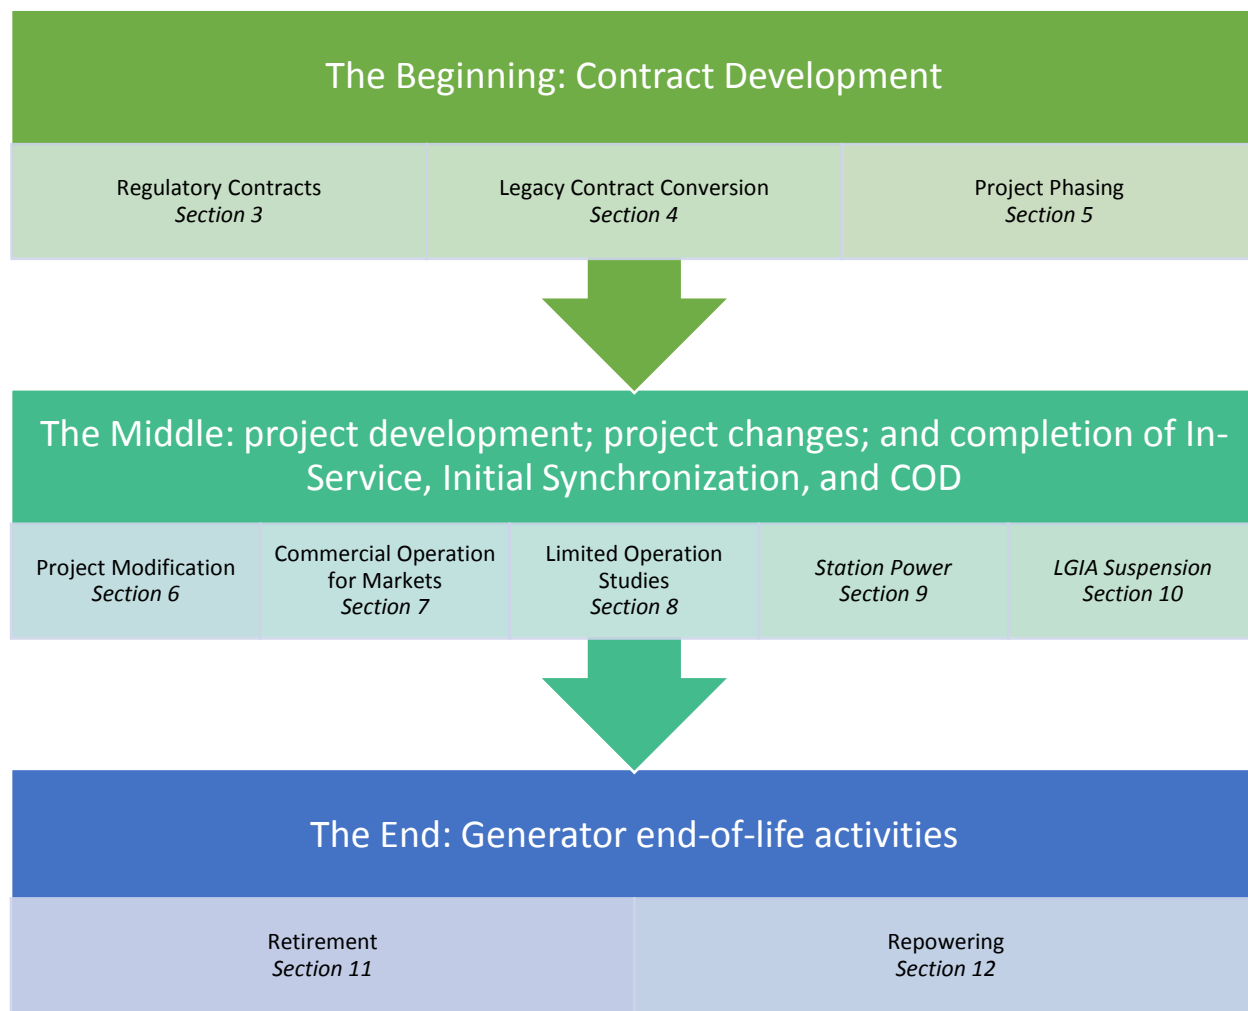 The Beginning: Contract Development
Regulatory Contracts
Section 3
Legacy Contract Conversion
Section 4
Project Phasing
Section 5
The Middle: project development; project changes; and completion of In-
Service, Initial Synchronization, and COD
Project Modification
Section 6
Commercial Operation
for Markets
Section 7
Limited Operation
Studies
Section 8
Station Power
Section 9
LGIA Suspension
Section 10
The End: Generator end-of-life activities
Retirement
Section 11
Repowering
Section 12